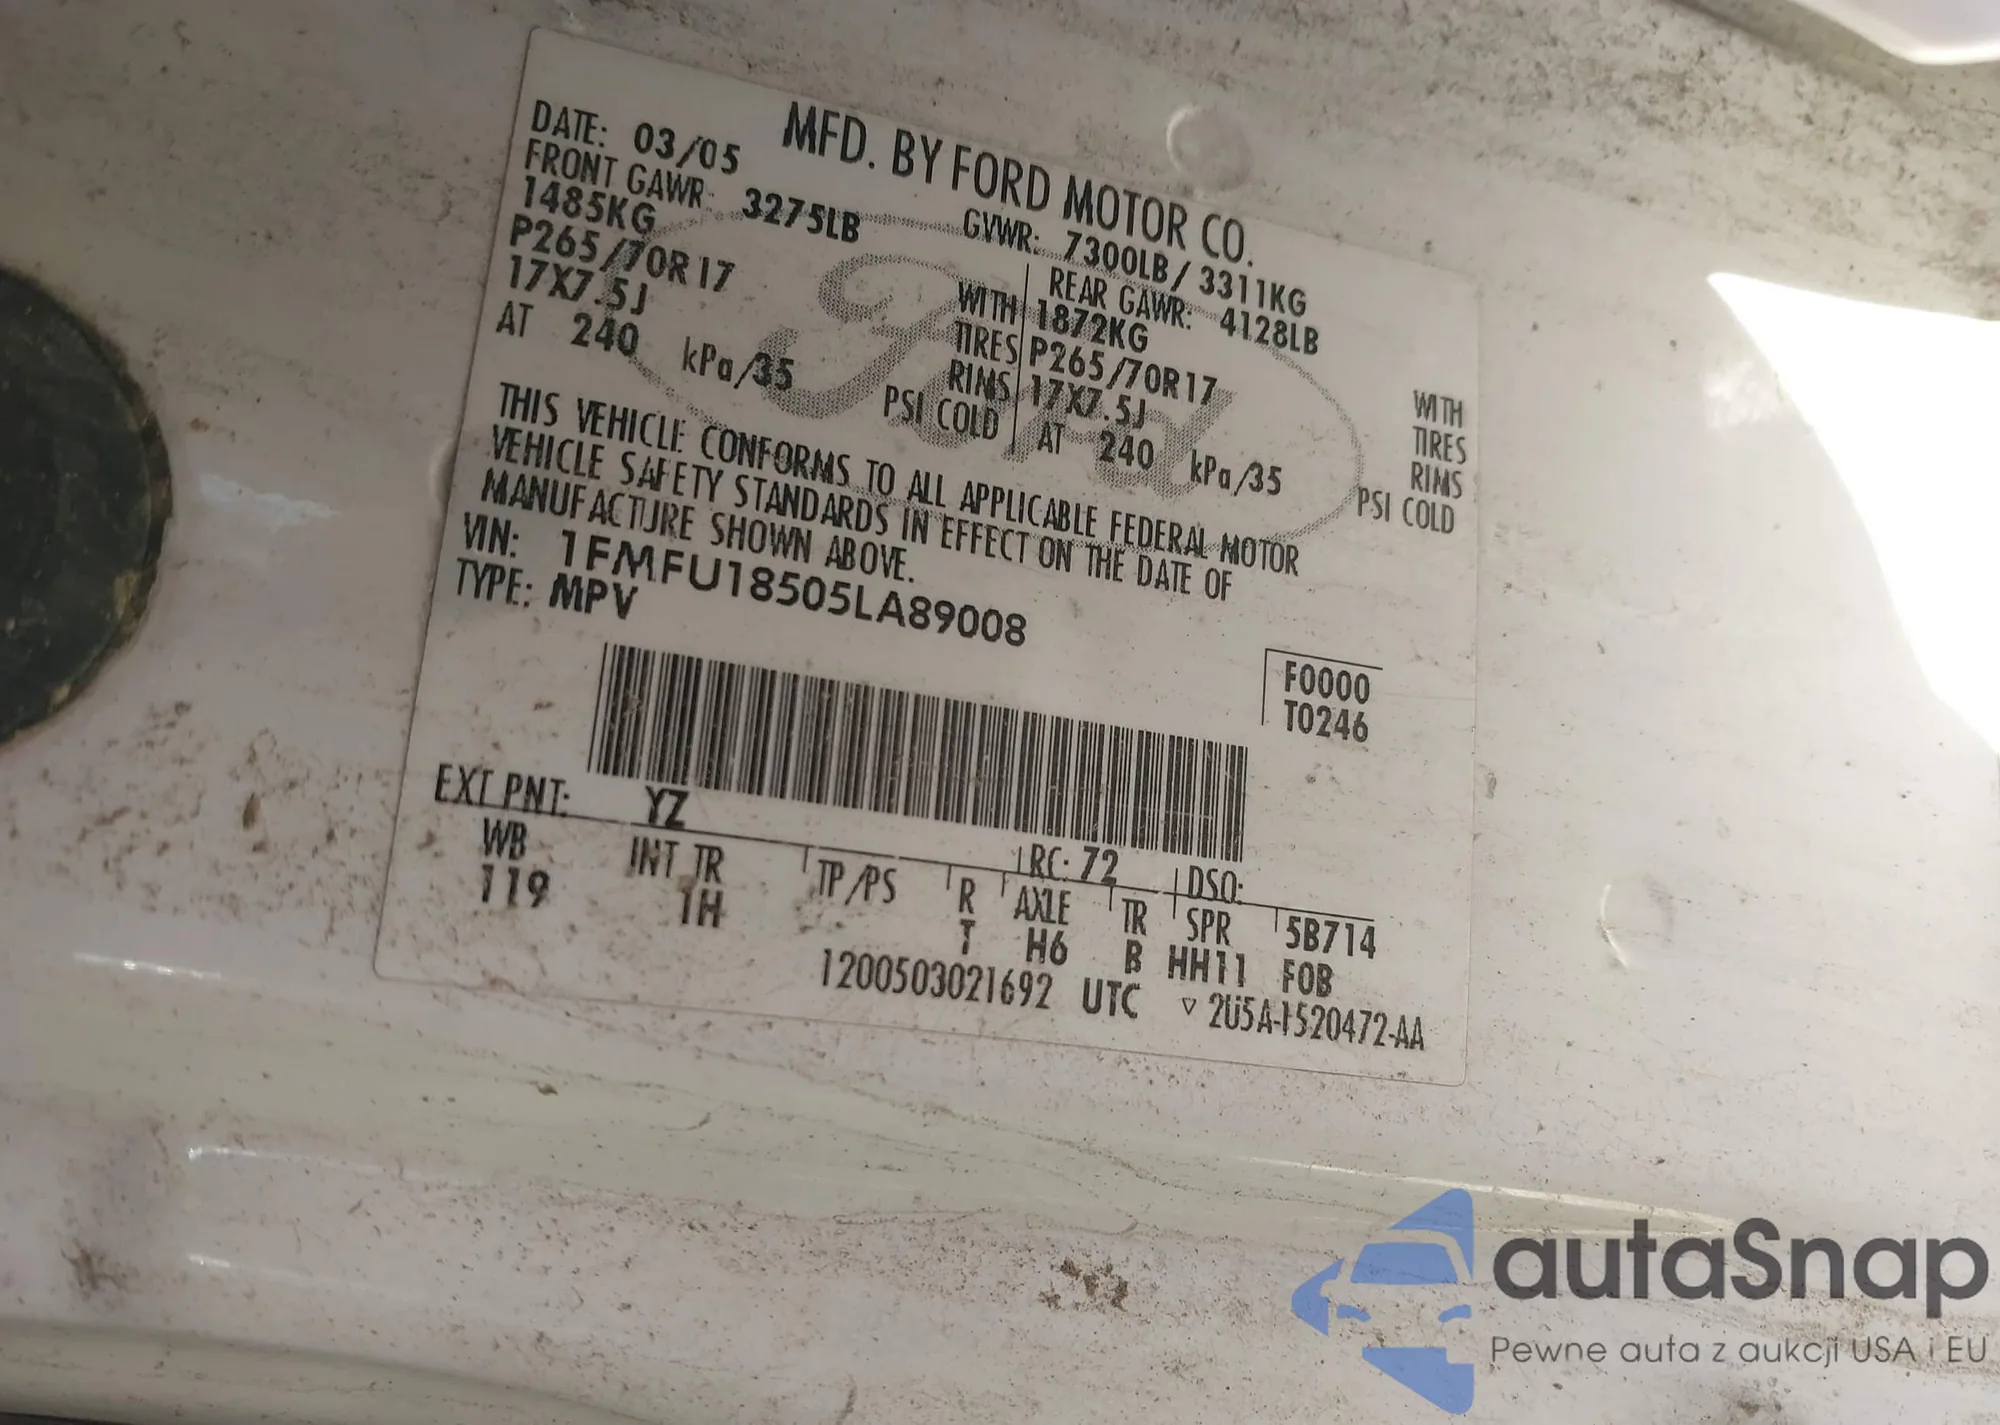 MFD. BY FORD MOTOR CO.
DATE: 03/05 GVWR: 7300LB / 3311KG
FRONT GAWR: 3275LB REAR GAWR: 4128LB
1485KG WITH 1872KG WITH
P265/70R17 TIRES P265/70R17 TIRES
17X7.5J RIMS 17X7.5J RIMS
AT 240 kPa/35 PSI COLD AT 240 kPa/35 PSI COLD
THIS VEHICLE CONFORMS TO ALL APPLICABLE FEDERAL MOTOR
VEHICLE SAFETY STANDARDS IN EFFECT ON THE DATE OF
MANUFACTURE SHOWN ABOVE.
VIN: 1FMFU18505LA89008
TYPE: MPV
F0000
T0246
EXT PNT: YZ RC: 72 DSO:
WB INT TR TP/PS R AXLE TR SPR 5B714
119 1H T H6 B HH11 F0B
1200503021692 UTC ▽ 2U5A-1520472-AA
Ford
autaSnap
Pewne auta z aukcji USA i EU